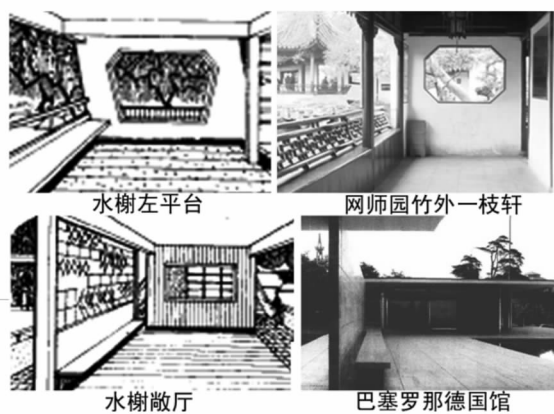 水榭左平台
网师园竹外一枝轩
水榭敞厅
巴塞罗那德国馆